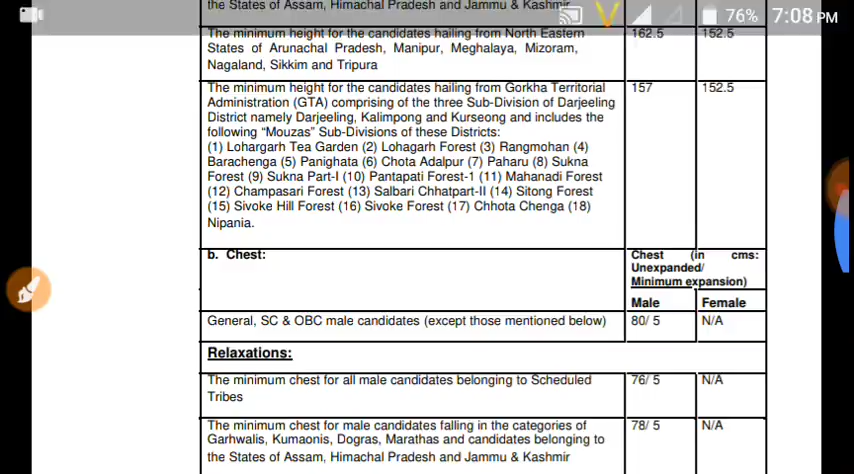 the States of Assam, Himachal Pradesh and Jammu & Kashmir
76% 7:08 PM
The minimum height for the candidates hailing from North Eastern 162.5 152.5
States of Arunachal Pradesh, Manipur, Meghalaya, Mizoram,
Nagaland, Sikkim and Tripura
The minimum height for the candidates hailing from Gorkha Territorial 157 152.5
Administration (GTA) comprising of the three Sub-Division of Darjeeling
District namely Darjeeling, Kalimpong and Kurseong and includes the
following “Mouzas” Sub-Divisions of these Districts:
(1) Lohargarh Tea Garden (2) Lohagarh Forest (3) Rangmohan (4)
Barachenga (5) Panighata (6) Chota Adalpur (7) Paharu (8) Sukna
Forest (9) Sukna Part-I (10) Pantapati Forest-1 (11) Mahanadi Forest
(12) Champasari Forest (13) Salbari Chhatpart-II (14) Sitong Forest
(15) Sivoke Hill Forest (16) Sivoke Forest (17) Chhota Chenga (18)
Nipania.
b. Chest: Chest (in cms:
Unexpanded/
Minimum expansion)
Male Female
General, SC & OBC male candidates (except those mentioned below) 80/ 5 N/A
Relaxations:
The minimum chest for all male candidates belonging to Scheduled 76/ 5 N/A
Tribes
The minimum chest for male candidates falling in the categories of 78/ 5 N/A
Garhwalis, Kumaonis, Dogras, Marathas and candidates belonging to
the States of Assam, Himachal Pradesh and Jammu & Kashmir